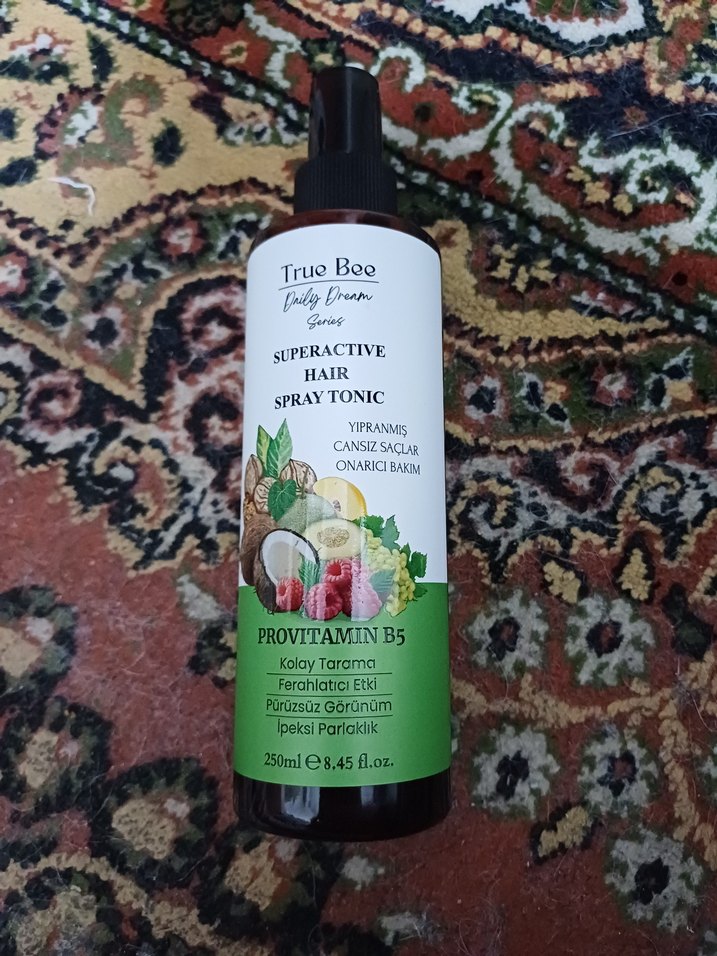 True Bee
Daily Dream
Series
SUPERACTIVE
HAIR
SPRAY TONIC
YIPRANMIŞ
CANSIZ SAÇLAR
ONARICI BAKIM
PROVITAMIN B5
Kolay Tarama
Ferahlatıcı Etki
Pürüzsüz Görünüm
İpeksi Parlaklık
250ml ℮ 8.45 fl.oz.